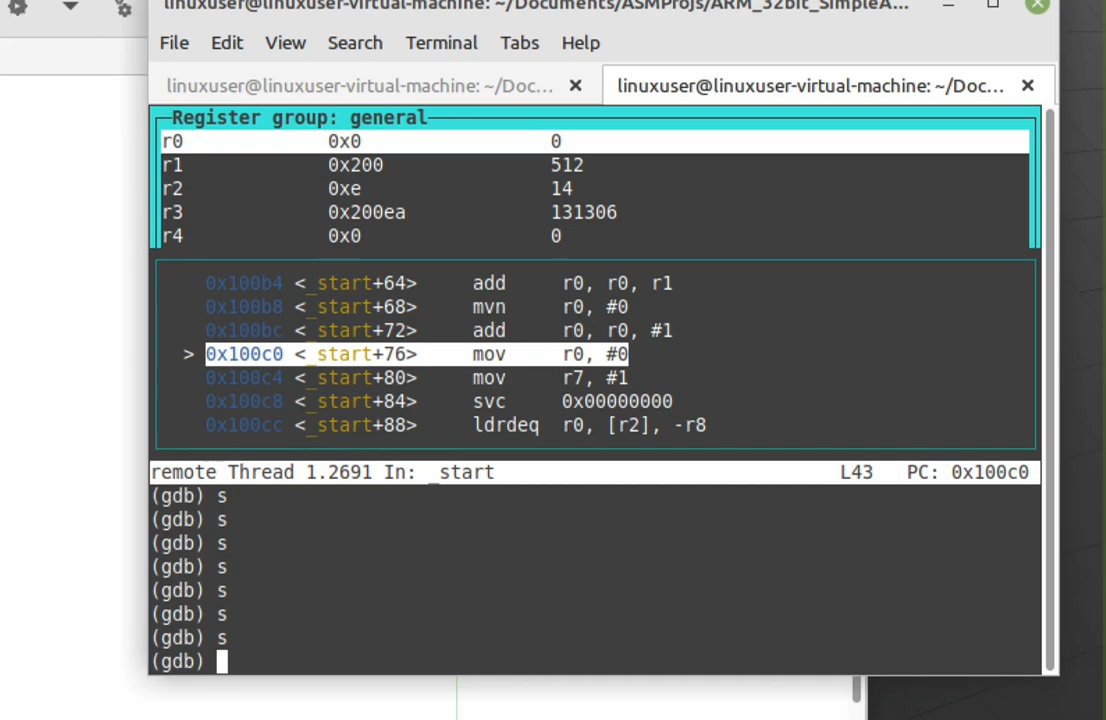 linuxuser@linuxuser-virtual-machine: ~/Documents/ASMProjs/ARM_32bit_SimpleA...
File Edit View Search Terminal Tabs Help
linuxuser@linuxuser-virtual-machine: ~/Doc... × linuxuser@linuxuser-virtual-machine: ~/Doc... ×
Register group: general
r0 0x0 0
r1 0x200 512
r2 0xe 14
r3 0x200ea 131306
r4 0x0 0
0x100b4 <_start+64> add r0, r0, r1
0x100b8 <_start+68> mvn r0, #0
0x100bc <_start+72> add r0, r0, #1
> 0x100c0 <_start+76> mov r0, #0
0x100c4 <_start+80> mov r7, #1
0x100c8 <_start+84> svc 0x00000000
0x100cc <_start+88> ldrdeq r0, [r2], -r8
remote Thread 1.2691 In: _start L43 PC: 0x100c0
(gdb) s
(gdb) s
(gdb) s
(gdb) s
(gdb) s
(gdb) s
(gdb) s
(gdb)